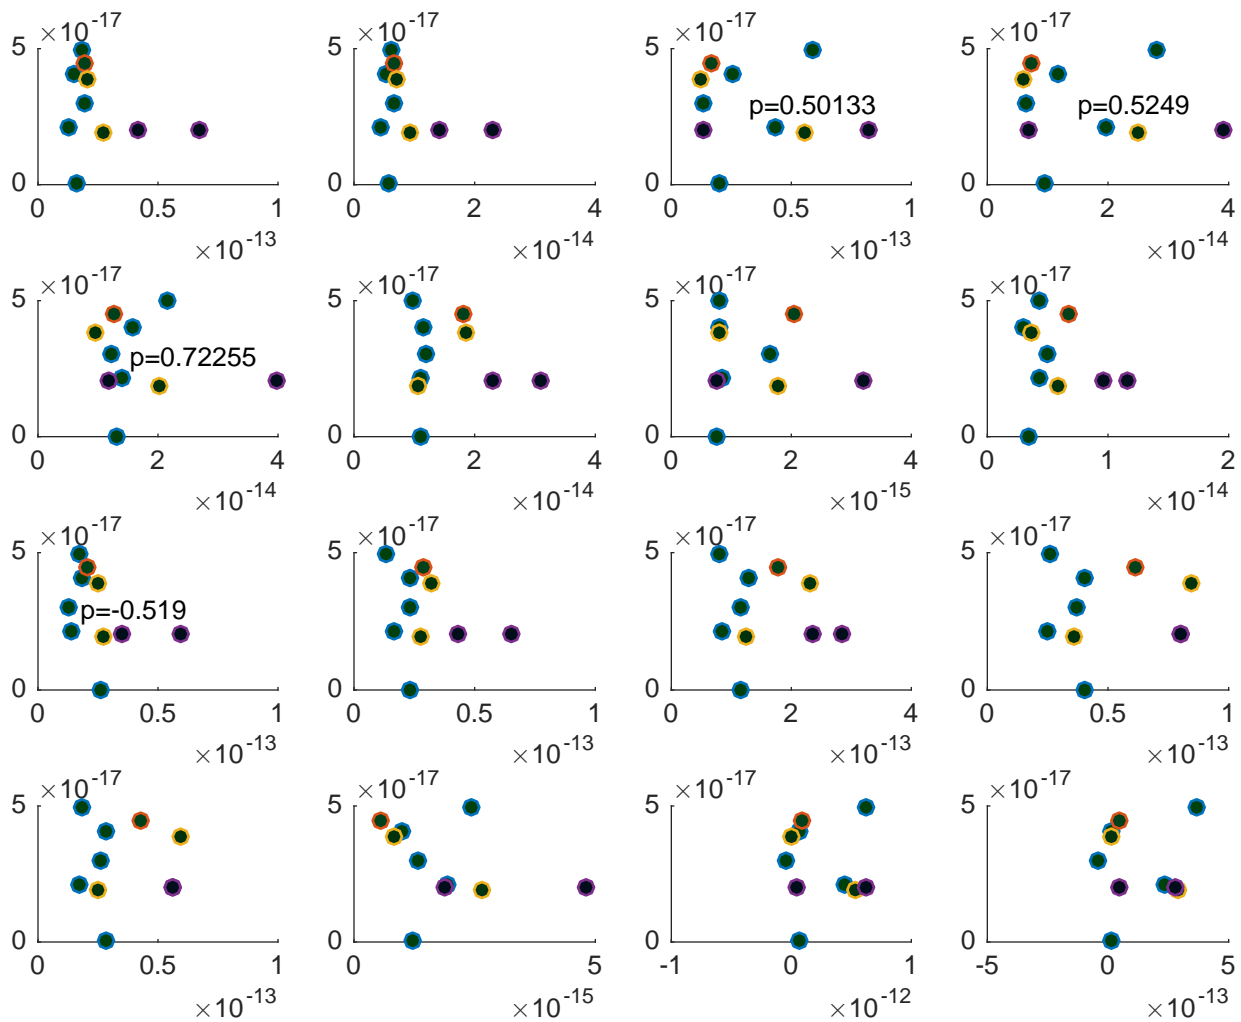 ×10-17 ×10-17 ×10-17 ×10-17
5 5 5 5
p=0.50133 p=0.5249
0 0 0 0
0 0.5 1 0 2 4 0 0.5 1 0 2 4
×10-13 ×10-14 ×10-13 ×10-14
×10-17 ×10-17 ×10-17 ×10-17
5 5 5 5
p=0.72255
0 0 0 0
0 2 4 0 2 4 0 2 4 0 1 2
×10-14 ×10-14 ×10-15 ×10-14
×10-17 ×10-17 ×10-17 ×10-17
5 5 5 5
p=-0.519
0 0 0 0
0 0.5 1 0 0.5 1 0 2 4 0 0.5 1
×10-13 ×10-13 ×10-13 ×10-13
×10-17 ×10-17 ×10-17 ×10-17
5 5 5 5
0 0 0 0
0 0.5 1 0 5 -1 0 1 -5 0 5
×10-13 ×10-15 ×10-12 ×10-13